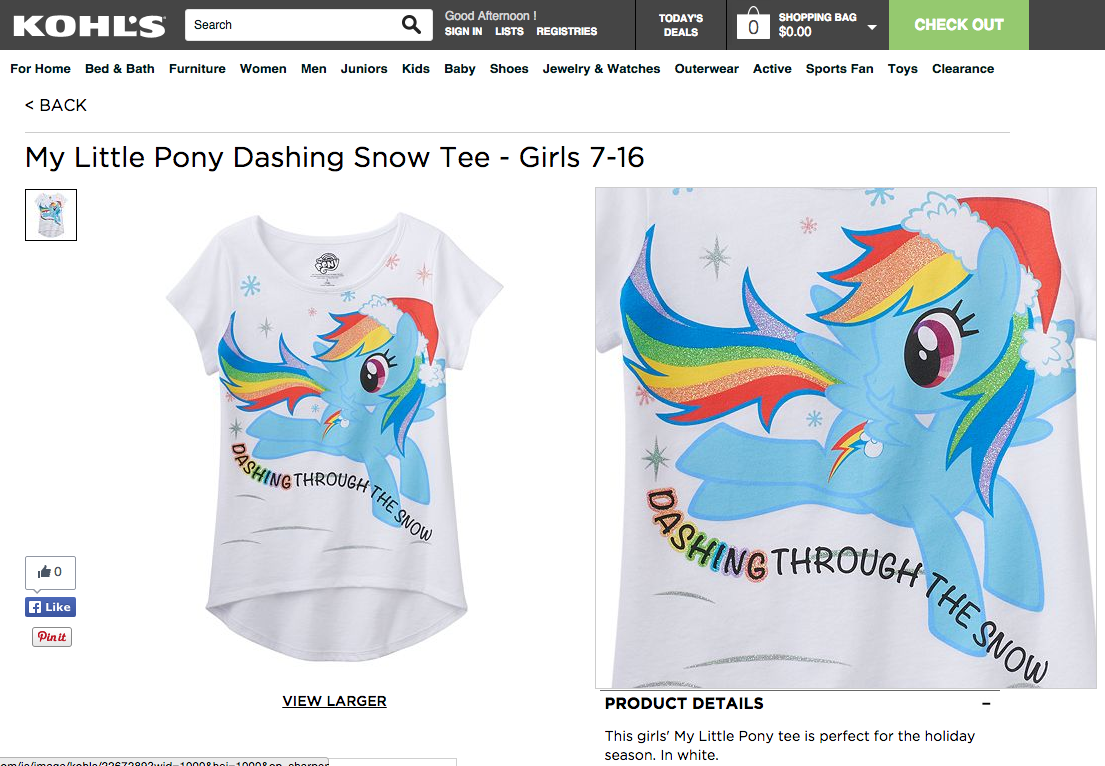 KOHL'S
Search
Good Afternoon !
SIGN IN LISTS REGISTRIES
TODAY'S
DEALS
0
SHOPPING BAG
$0.00
CHECK OUT
For Home Bed & Bath Furniture Women Men Juniors Kids Baby Shoes Jewelry & Watches Outerwear Active Sports Fan Toys Clearance
< BACK
My Little Pony Dashing Snow Tee - Girls 7-16
DASHING THROUGH THE SNOW
DASHING THROUGH THE SNOW
0
Like
Pin it
VIEW LARGER
PRODUCT DETAILS –
This girls' My Little Pony tee is perfect for the holiday
season. In white.